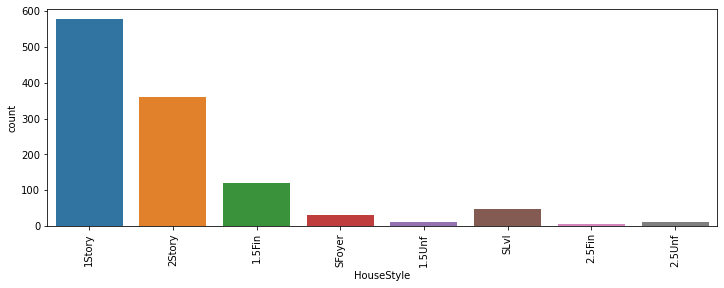 600
500
400
300
200
100
0
count
1Story
2Story
1.5Fin
SFoyer
1.5Unf
SLvl
2.5Fin
2.5Unf
HouseStyle